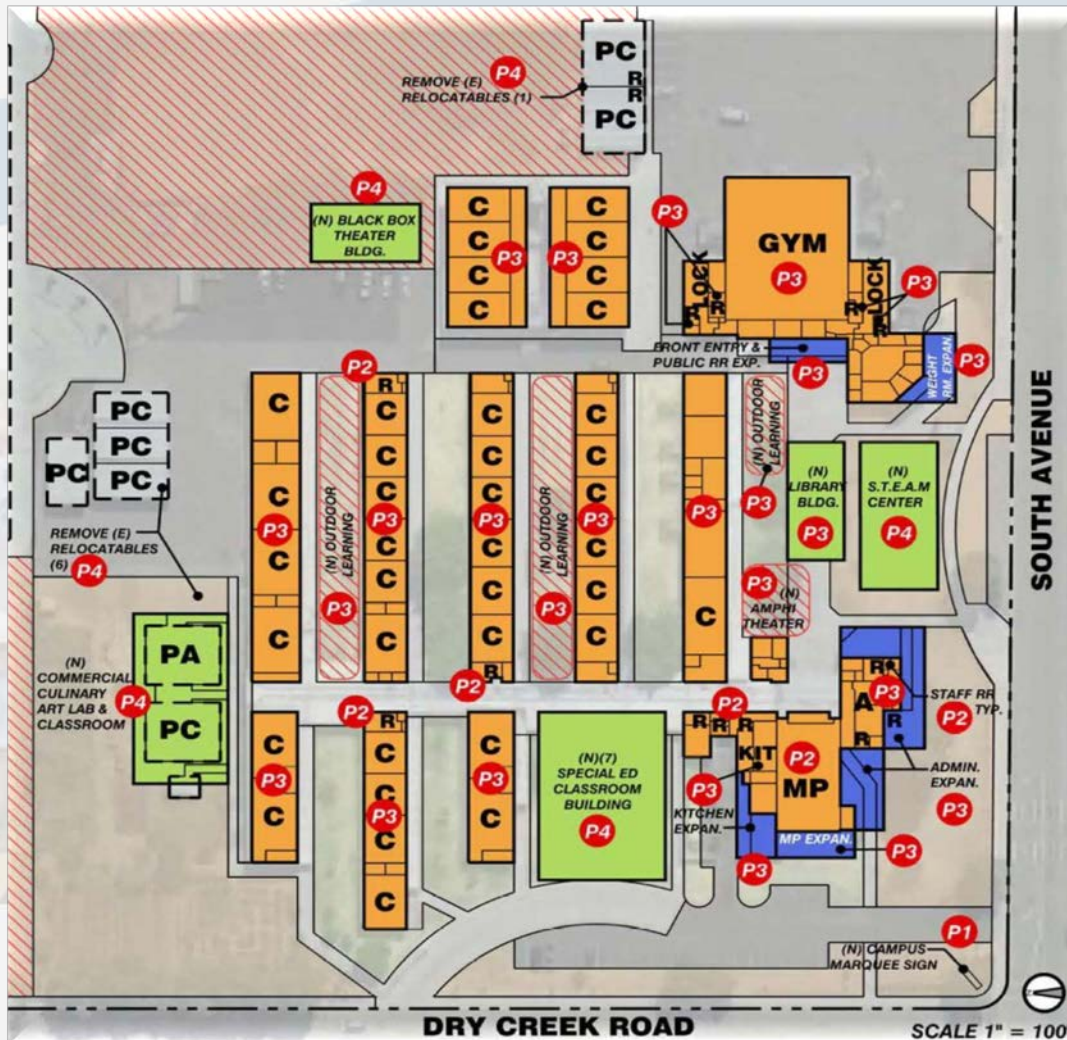 PC
R
R
PC
REMOVE (E)
RELOCATABLES (1)
P4
P4
(N) BLACK BOX
THEATER
BLDG.
C
C
C
C
P3
C
C
C
C
P3
P3
GYM
P3
LOCK
R
R
LOCK
R
R
P3
FRONT ENTRY &
PUBLIC RR EXP.
P3
WEIGHT
RM. EXPAN.
P3
SOUTH AVENUE
PC
PC
PC
PC
REMOVE (E)
RELOCATABLES
(6)
P4
C
C
P3
C
C
(N) OUTDOOR
LEARNING
P3
P2
R
C
C
C
P3
C
C
C
C
C
C
P3
C
C
C
R
P2
(N) OUTDOOR
LEARNING
P3
C
C
C
P3
C
C
C
P3
C
(N) OUTDOOR
LEARNING
P3
(N)
LIBRARY
BLDG.
P3
(N)
S.T.E.A.M
CENTER
P4
P3
(N)
AMPHI
THEATER
(N)
COMMERCIAL
CULINARY
ART LAB &
CLASSROOM
P4
PA
PC
C
P3
C
P2
R
C
C
P3
C
C
C
P3
C
(N)(7)
SPECIAL ED
CLASSROOM
BUILDING
P4
P2
R
R
R
KIT
P2
MP
P3
KITCHEN
EXPAN.
P3
MP EXPAN.
P3
R
P3
A
R
R
STAFF RR
TYP.
P2
ADMIN.
EXPAN.
P3
P1
(N) CAMPUS
MARQUEE SIGN
DRY CREEK ROAD
SCALE 1" = 100